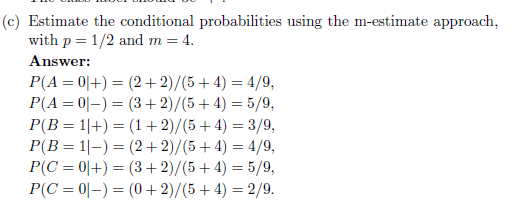 (c) Estimate the conditional probabilities using the m-estimate approach,
with p = 1/2 and m = 4.
Answer:
P(A = 0|+) = (2 + 2)/(5 + 4) = 4/9,
P(A = 0|−) = (3 + 2)/(5 + 4) = 5/9,
P(B = 1|+) = (1 + 2)/(5 + 4) = 3/9,
P(B = 1|−) = (2 + 2)/(5 + 4) = 4/9,
P(C = 0|+) = (3 + 2)/(5 + 4) = 5/9,
P(C = 0|−) = (0 + 2)/(5 + 4) = 2/9.